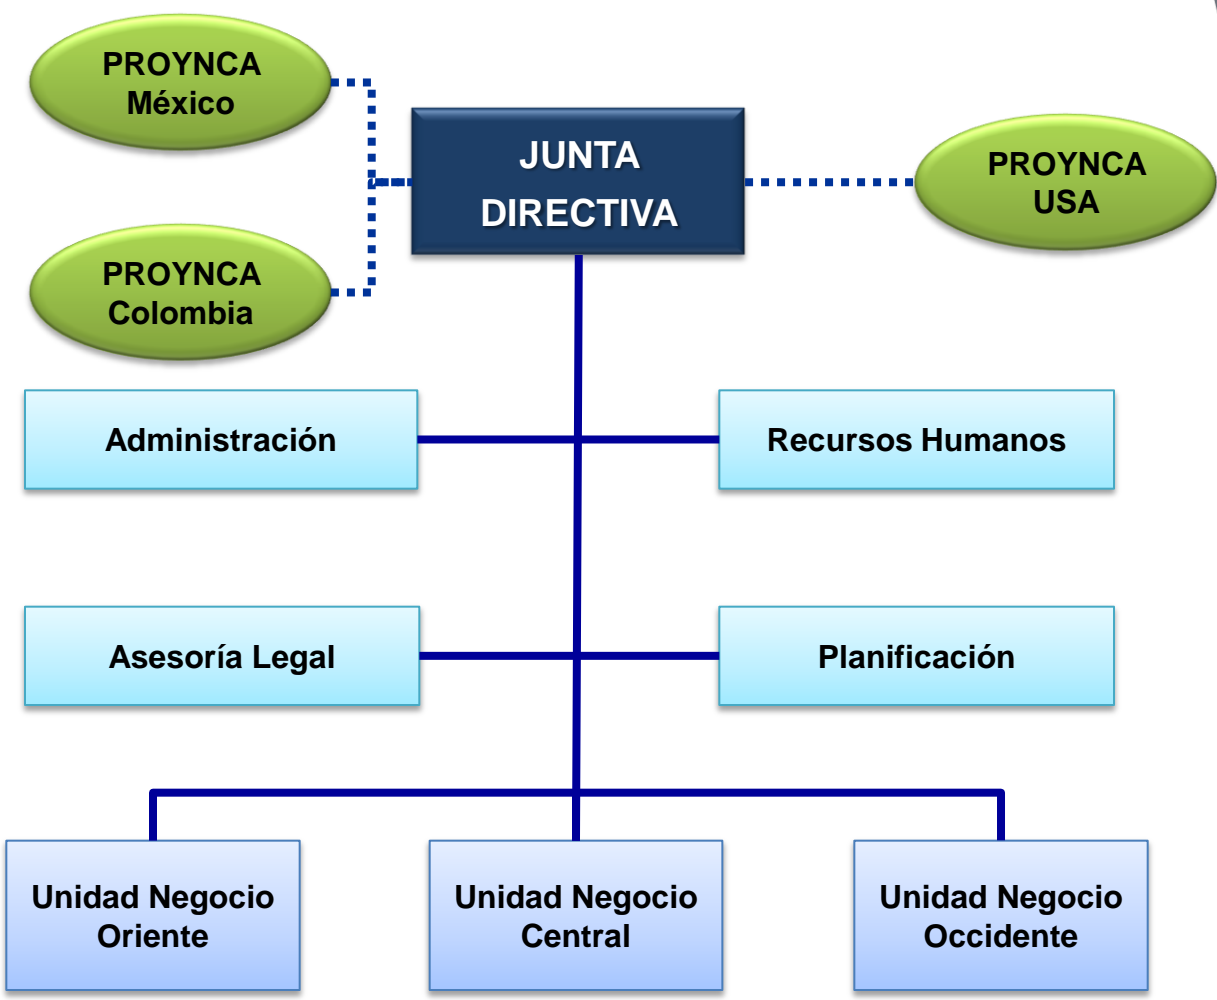 PROYNCA
México
JUNTA
DIRECTIVA
PROYNCA
USA
PROYNCA
Colombia
Administración
Recursos Humanos
Asesoría Legal
Planificación
Unidad Negocio
Oriente
Unidad Negocio
Central
Unidad Negocio
Occidente